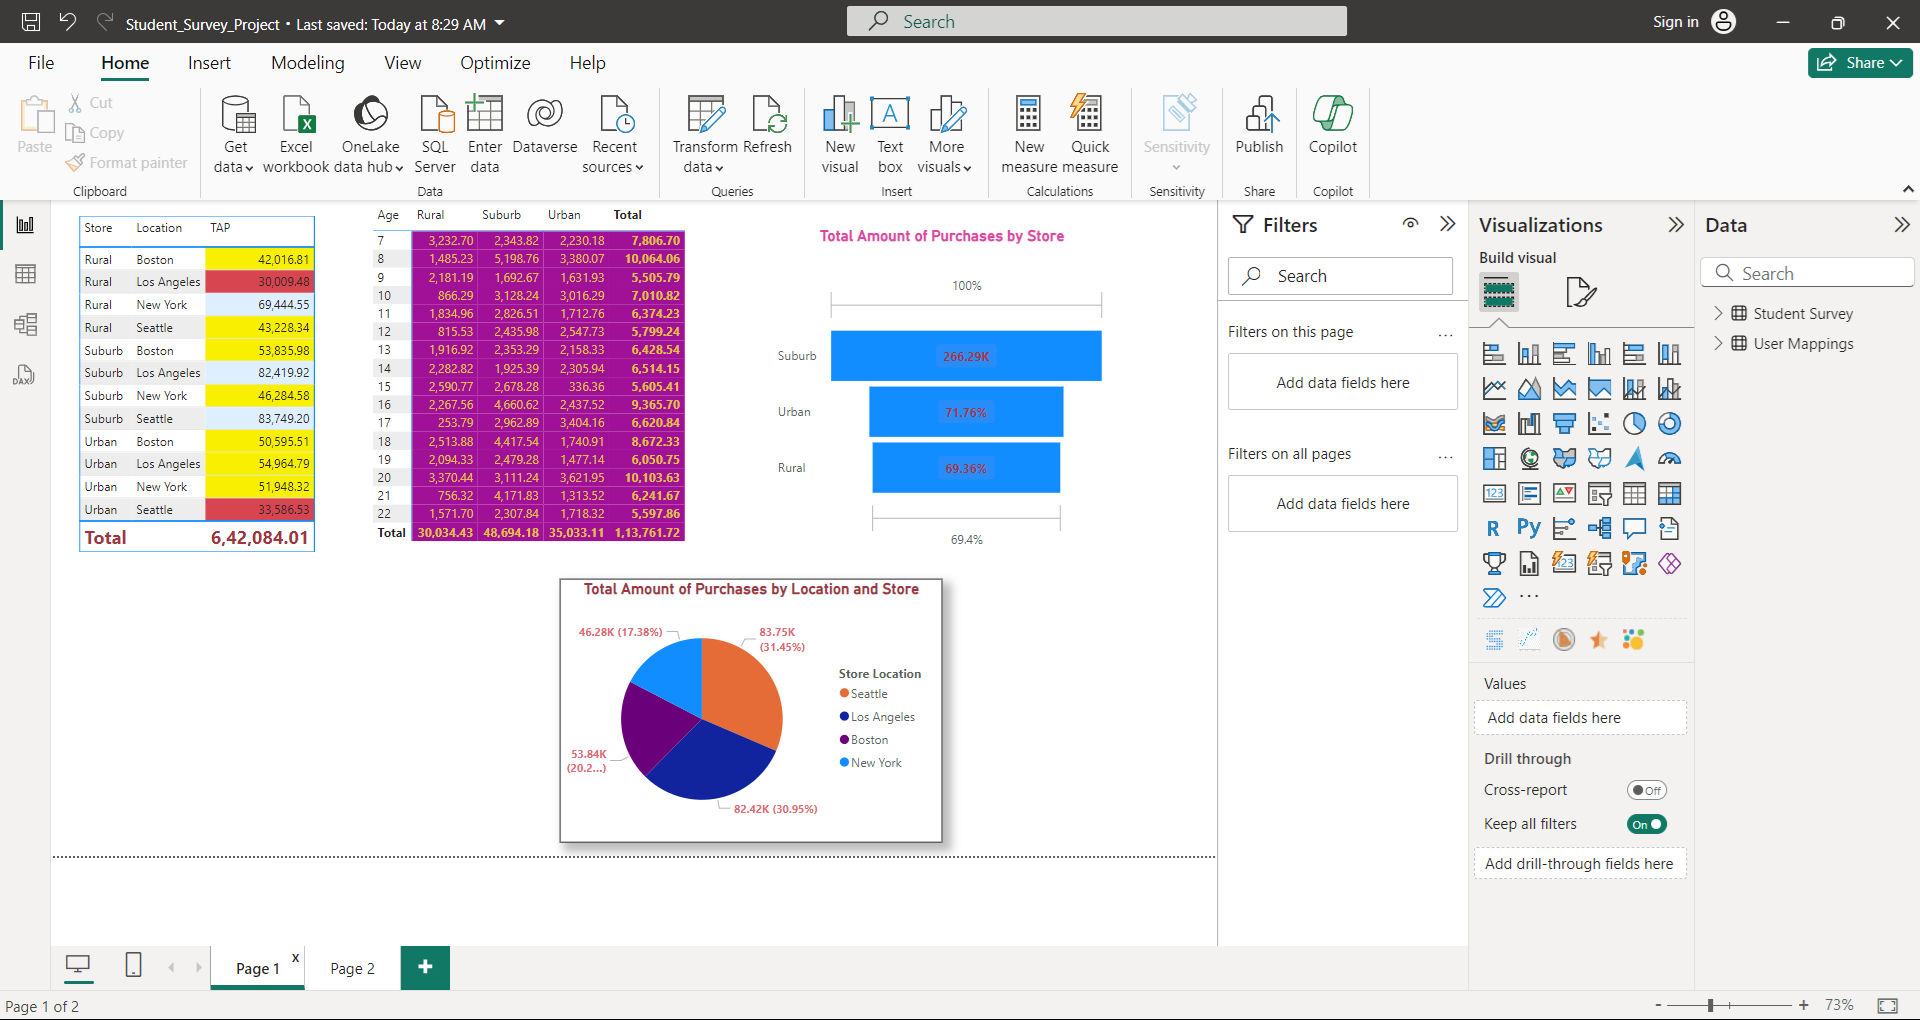 Student_Survey_Project • Last saved: Today at 8:29 AM
Search
Sign in
File Home Insert Modeling View Optimize Help
Share
Paste
Cut
Copy
Format painter
Clipboard
Get data
Excel workbook
OneLake data hub
SQL Server
Enter data
Dataverse
Recent sources
Data
Transform data
Refresh
Queries
New visual
Text box
More visuals
Insert
New measure
Quick measure
Calculations
Sensitivity
Sensitivity
Publish
Share
Copilot
Copilot
Store Location TAP
Rural Boston 42,016.81
Rural Los Angeles 30,009.48
Rural New York 69,444.55
Rural Seattle 43,228.34
Suburb Boston 53,835.98
Suburb Los Angeles 82,419.92
Suburb New York 46,284.58
Suburb Seattle 83,749.20
Urban Boston 50,595.51
Urban Los Angeles 54,964.79
Urban New York 51,948.32
Urban Seattle 33,586.53
Total 6,42,084.01
Age Rural Suburb Urban Total
7 3,232.70 2,343.82 2,230.18 7,806.70
8 1,485.23 5,198.76 3,380.07 10,064.06
9 2,181.19 1,692.67 1,631.93 5,505.79
10 866.29 3,128.24 3,016.29 7,010.82
11 1,834.96 2,826.51 1,712.76 6,374.23
12 815.53 2,435.98 2,547.73 5,799.24
13 1,916.92 2,353.29 2,158.33 6,428.54
14 2,282.82 1,925.39 2,305.94 6,514.15
15 2,590.77 2,678.28 336.36 5,605.41
16 2,267.56 4,660.62 2,437.52 9,365.70
17 253.79 2,962.89 3,404.16 6,620.84
18 2,513.88 4,417.54 1,740.91 8,672.33
19 2,094.33 2,479.28 1,477.14 6,050.75
20 3,370.44 3,111.24 3,621.95 10,103.63
21 756.32 4,171.83 1,313.52 6,241.67
22 1,571.70 2,307.84 1,718.32 5,597.86
Total 30,034.43 48,694.18 35,033.11 1,13,761.72
Total Amount of Purchases by Store
100%
Suburb 266.29K
Urban 71.76%
Rural 69.36%
69.4%
Total Amount of Purchases by Location and Store
46.28K (17.38%)
83.75K
(31.45%)
53.84K
(20.2...)
82.42K (30.95%)
Store Location
Seattle
Los Angeles
Boston
New York
Filters
Search
Filters on this page ...
Add data fields here
Filters on all pages ...
Add data fields here
Visualizations
Build visual
123
R Py
123
...
Values
Add data fields here
Drill through
Cross-report Off
Keep all filters On
Add drill-through fields here
Data
Search
Student Survey
User Mappings
DAX
Page 1 x
Page 2
+
Page 1 of 2
- + 73%